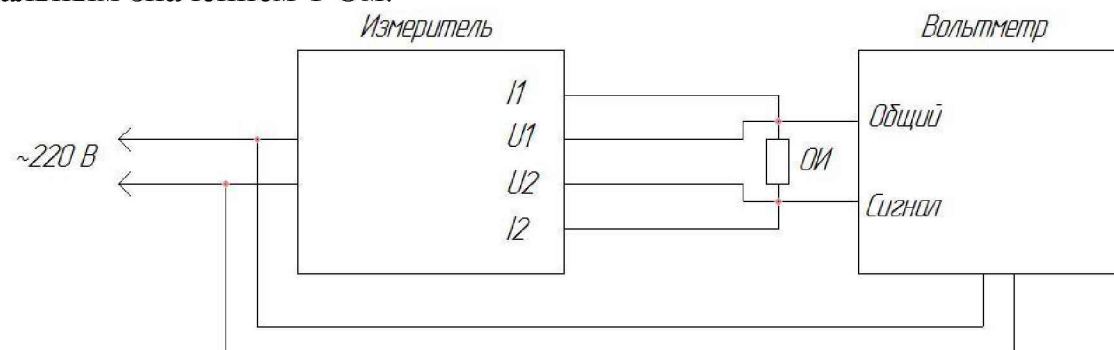 Измеритель
Вольтметр
I1
U1
U2
I2
~220 В
ОИ
Общий
Сигнал